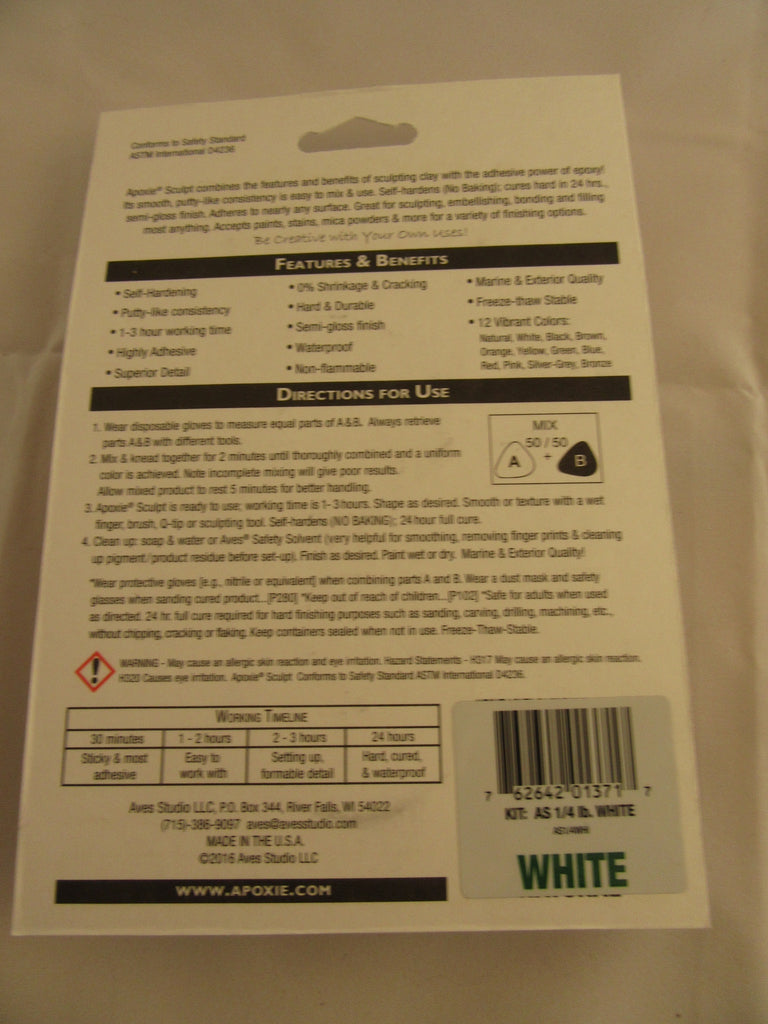 Conforms to Safety Standard
ASTM International D4236
Apoxie® Sculpt combines the features and benefits of sculpting clay with the adhesive power of epoxy!
Its smooth, putty-like consistency is easy to mix & use. Self-hardens (No Baking); cures hard in 24 hrs.,
semi-gloss finish. Adheres to nearly any surface. Great for sculpting, embellishing, bonding and filling
most anything. Accepts paints, stains, mica powders & more for a variety of finishing options.
Be Creative with Your Own Uses!
FEATURES & BENEFITS
• Self-Hardening
• Putty-like consistency
• 1-3 hour working time
• Highly Adhesive
• Superior Detail
• 0% Shrinkage & Cracking
• Hard & Durable
• Semi-gloss finish
• Waterproof
• Non-flammable
• Marine & Exterior Quality
• Freeze-thaw Stable
• 12 Vibrant Colors:
Natural, White, Black, Brown,
Orange, Yellow, Green, Blue,
Red, Pink, Silver-Grey, Bronze
DIRECTIONS FOR USE
1. Wear disposable gloves to measure equal parts of A&B. Always retrieve
parts A&B with different tools.
2. Mix & knead together for 2 minutes until thoroughly combined and a uniform
color is achieved. Note incomplete mixing will give poor results.
Allow mixed product to rest 5 minutes for better handling.
MIX
50 / 50
A + B
3. Apoxie® Sculpt is ready to use; working time is 1-3 hours. Shape as desired. Smooth or texture with a wet
finger, brush, Q-tip or sculpting tool. Self-hardens (NO BAKING); 24 hour full cure.
4. Clean up: soap & water or Aves® Safety Solvent (very helpful for smoothing, removing finger prints & cleaning
up pigment/product residue before set-up). Finish as desired. Paint wet or dry. Marine & Exterior Quality!
*Wear protective gloves [e.g., nitrile or equivalent] when combining parts A and B. Wear a dust mask and safety
glasses when sanding cured product...[P280] *Keep out of reach of children...[P102] *Safe for adults when used
as directed. 24 hr. full cure required for hard finishing purposes such as sanding, carving, drilling, machining, etc.,
without chipping, cracking or flaking. Keep containers sealed when not in use. Freeze-Thaw-Stable.
WARNING - May cause an allergic skin reaction and eye irritation. Hazard Statements - H317 May cause an allergic skin reaction.
H320 Causes eye irritation. Apoxie® Sculpt Conforms to Safety Standard ASTM International D4236.
WORKING TIMELINE
30 minutes 1 - 2 hours 2 - 3 hours 24 hours
Sticky & most Easy to Setting up, Hard, cured,
adhesive work with formable detail & waterproof
Aves Studio LLC, P.O. Box 344, River Falls, WI 54022
(715)-386-9097 aves@avesstudio.com
MADE IN THE U.S.A.
©2016 Aves Studio LLC
WWW.APOXIE.COM
7 62642 01371 7
KIT: AS 1/4 lb. WHITE
AS1/4WH
WHITE